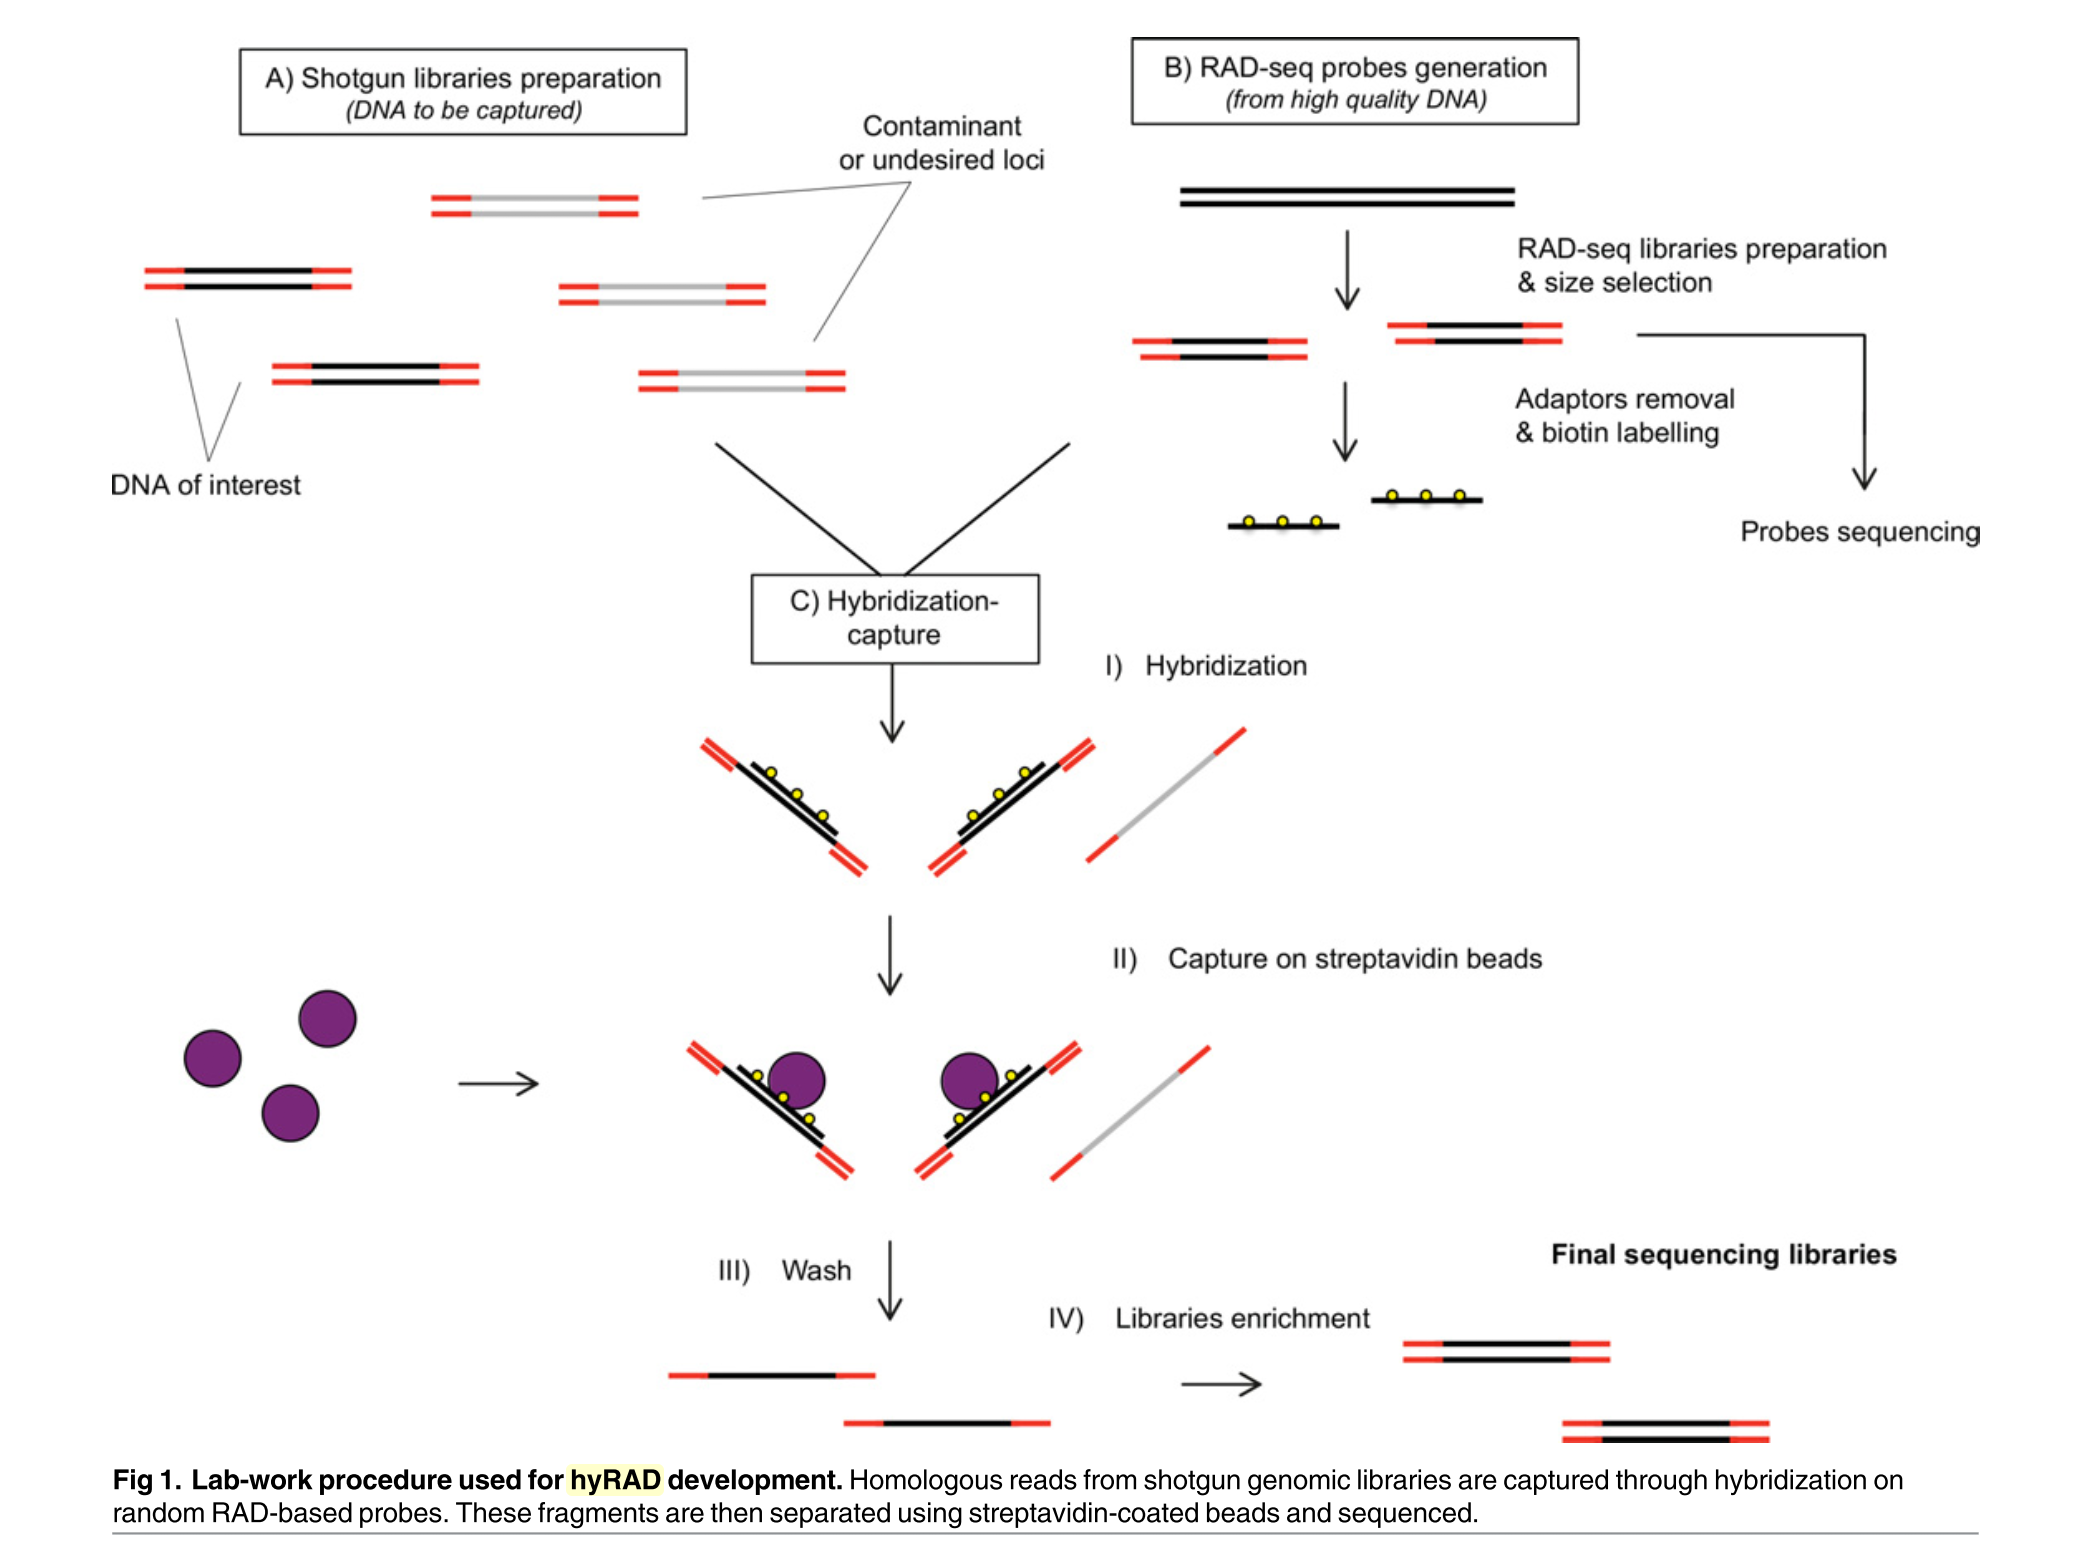 A) Shotgun libraries preparation
(DNA to be captured)
B) RAD-seq probes generation
(from high quality DNA)
Contaminant
or undesired loci
RAD-seq libraries preparation
& size selection
DNA of interest
Adaptors removal
& biotin labelling
Probes sequencing
C) Hybridization-
capture
I) Hybridization
II) Capture on streptavidin beads
III) Wash
IV) Libraries enrichment
Final sequencing libraries
Fig 1. Lab-work procedure used for hyRAD development. Homologous reads from shotgun genomic libraries are captured through hybridization on
random RAD-based probes. These fragments are then separated using streptavidin-coated beads and sequenced.